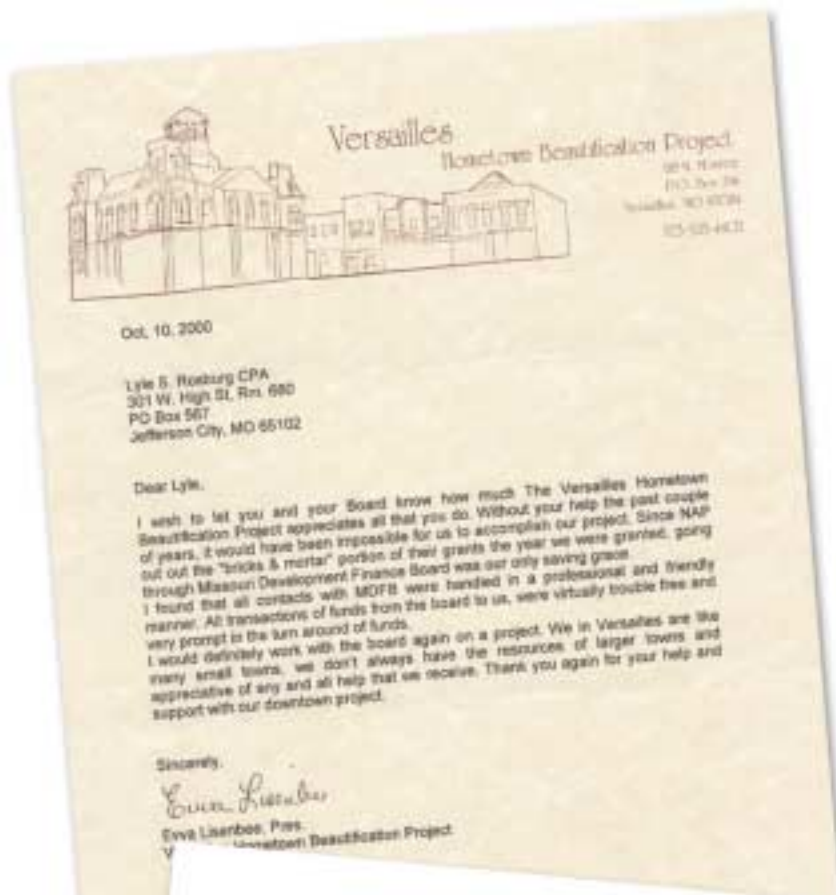 Versailles
Hometown Beautification Project
P.O. Box
Versailles, MO
Oct. 10, 2000
Lyle S. Rosburg CPA
301 W. High St, Rm. 680
PO Box 567
Jefferson City, MO 65102
Dear Lyle,
I wish to let you and your Board know how much The Versailles Hometown
Beautification Project appreciates all that you do. Without your help the past couple
of years, it would have been impossible for us to accomplish our project. Since NAP
cut out the "bricks & mortar" portion of their grants the year we were granted, going
through Missouri Development Finance Board was our only saving grace.
I found that all contacts with MDFB were handled in a professional and friendly
manner. All transactions of funds from the board to us, were virtually trouble free and
very prompt in the turn around of funds.
I would definitely work with the board again on a project. We in Versailles are like
many small towns, we don't always have the resources of larger towns and
appreciative of any and all help that we receive. Thank you again for your help and
support with our downtown project.
Sincerely,
Evva Lisenbee
Evva Lisenbee, Pres.
Hometown Beautification Project